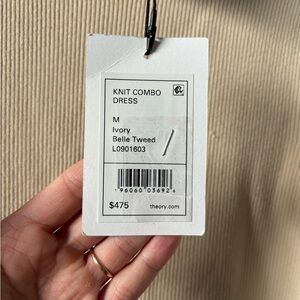 KNIT COMBO
DRESS
M
Ivory
Belle Tweed
L0901603
$475
theory.com